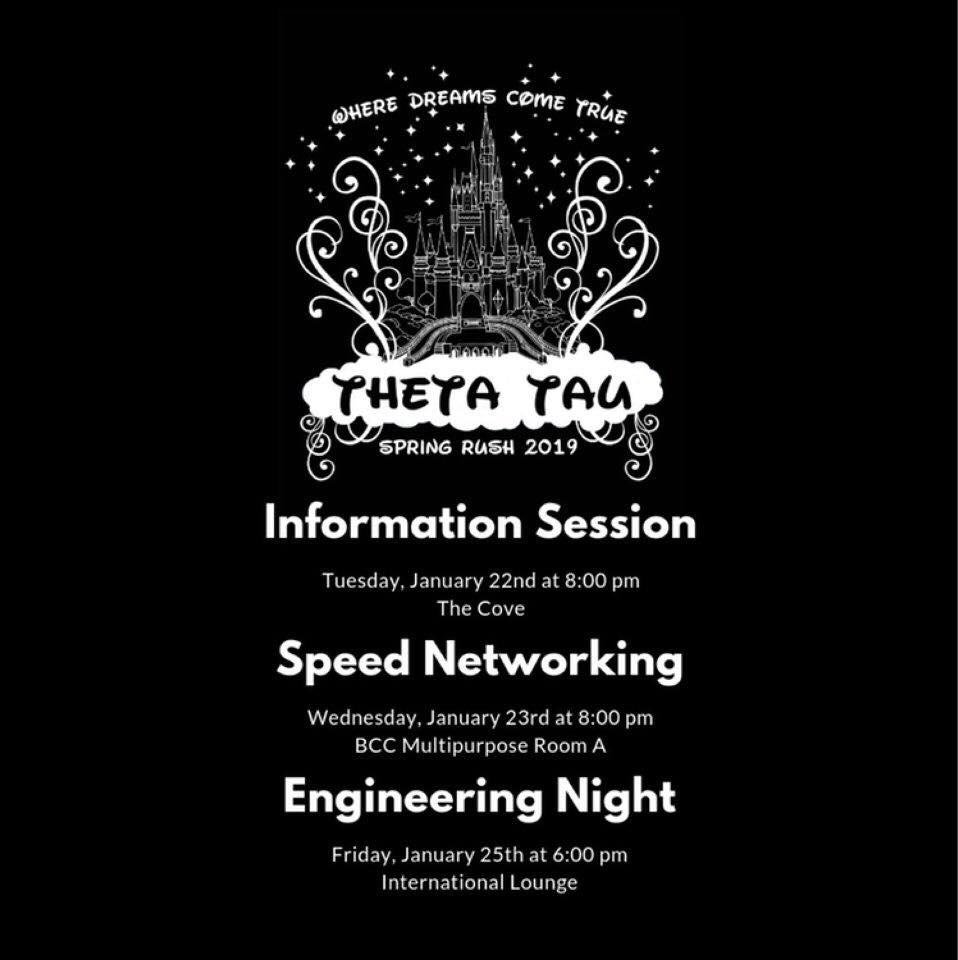 WHERE DREAMS COME TRUE
THETA TAU
SPRING RUSH 2019
Information Session
Tuesday, January 22nd at 8:00 pm
The Cove
Speed Networking
Wednesday, January 23rd at 8:00 pm
BCC Multipurpose Room A
Engineering Night
Friday, January 25th at 6:00 pm
International Lounge